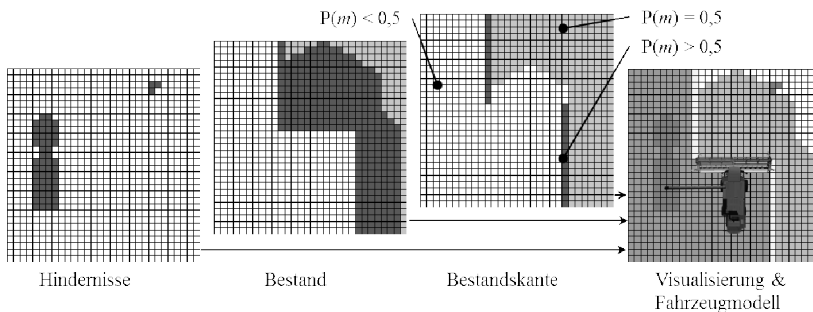 P(m) < 0,5
P(m) = 0,5
P(m) > 0,5
Hindernisse
Bestand
Bestandskante
Visualisierung &
Fahrzeugmodell